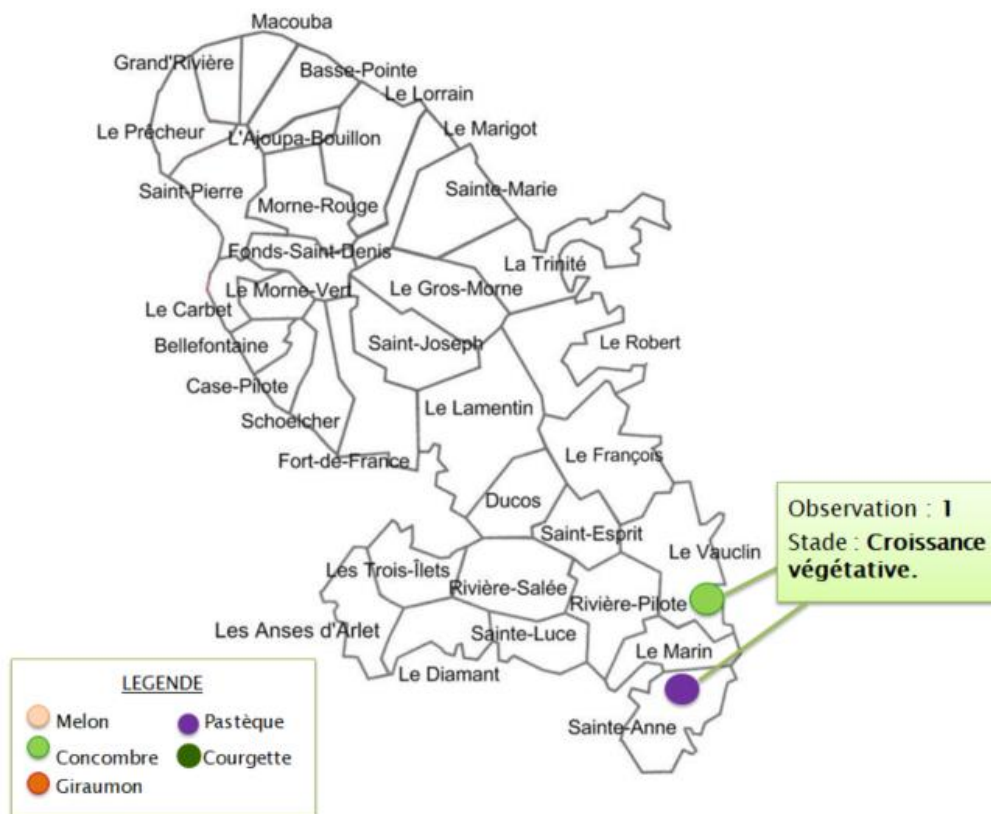 Macouba
Grand'Rivière
Basse-Pointe
Le Lorrain
Le Prêcheur
L'Ajoupa-Bouillon
Le Marigot
Saint-Pierre
Sainte-Marie
Morne-Rouge
Fonds-Saint-Denis
La Trinité
Le Morne-Vert
Le Gros-Morne
Le Carbet
Bellefontaine
Saint-Joseph
Le Robert
Case-Pilote
Le Lamentin
Schoelcher
Fort-de-France
Le François
Ducos
Observation : 1
Stade : Croissance
végétative.
Saint-Esprit
Le Vauclin
Les Trois-Îlets
Rivière-Salée
Rivière-Pilote
Les Anses d'Arlet
Sainte-Luce
Le Marin
Le Diamant
Sainte-Anne
LEGENDE
Melon
Pastèque
Concombre
Courgette
Giraumon